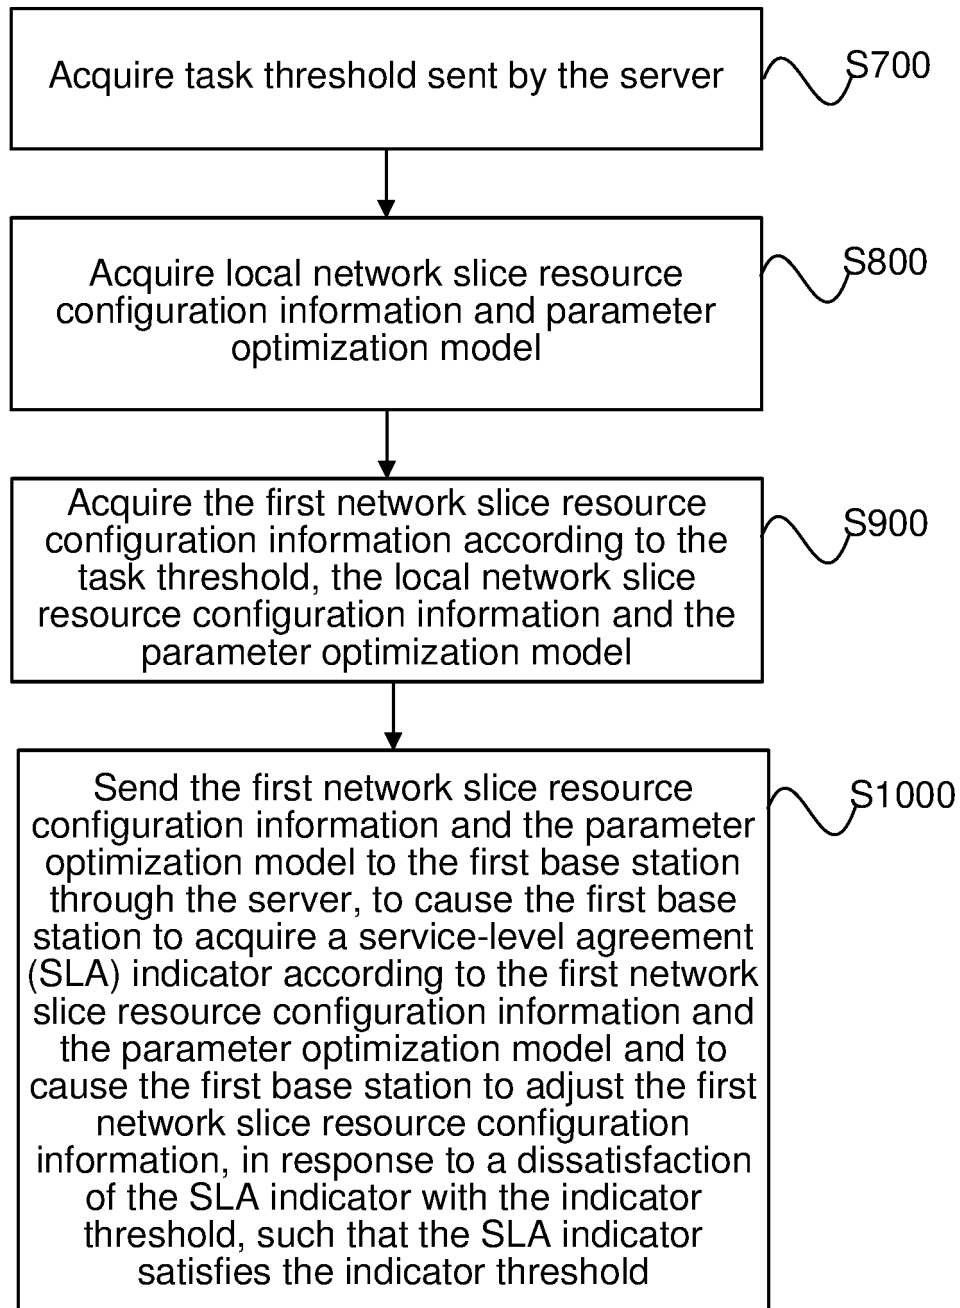 Acquire task threshold sent by the server
S700
Acquire local network slice resource
configuration information and parameter
optimization model
S800
Acquire the first network slice resource
configuration information according to the
task threshold, the local network slice
resource configuration information and the
parameter optimization model
S900
Send the first network slice resource
configuration information and the parameter
optimization model to the first base station
through the server, to cause the first base
station to acquire a service-level agreement
(SLA) indicator according to the first network
slice resource configuration information and
the parameter optimization model and to
cause the first base station to adjust the first
network slice resource configuration
information, in response to a dissatisfaction
of the SLA indicator with the indicator
threshold, such that the SLA indicator
satisfies the indicator threshold
S1000